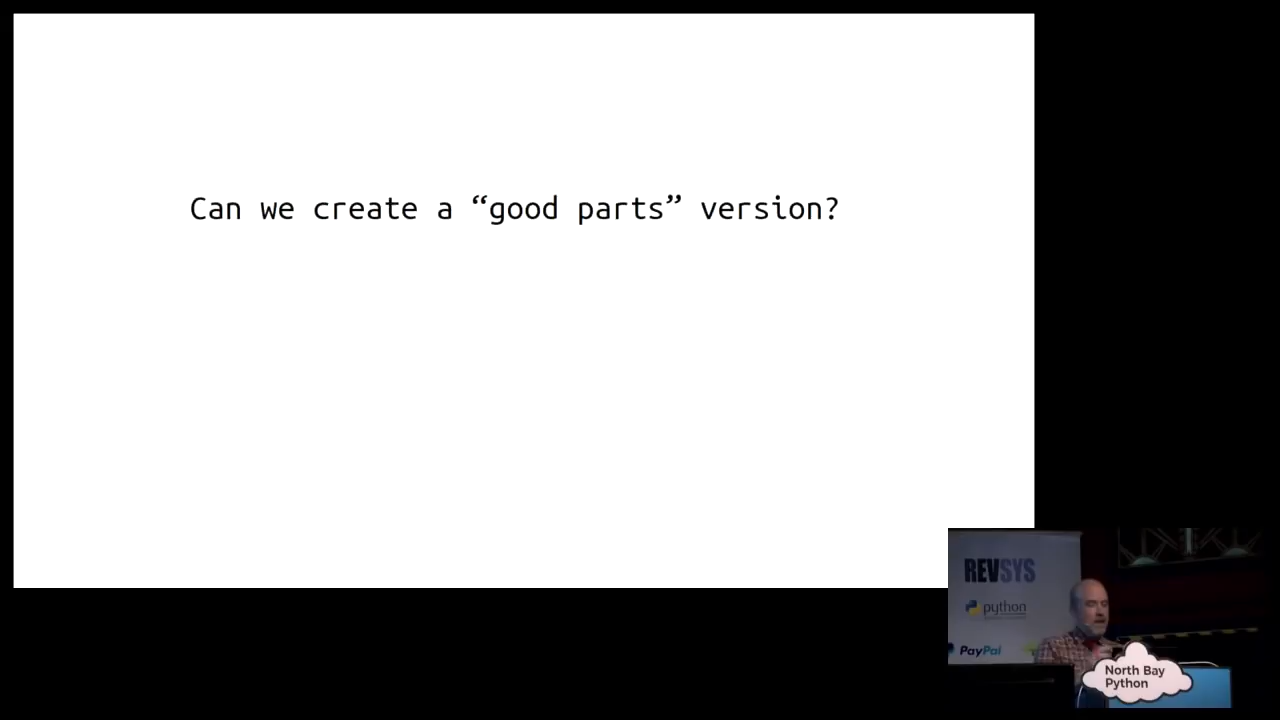 Can we create a “good parts” version?
REVSYS
python
PayPal
North Bay
Python